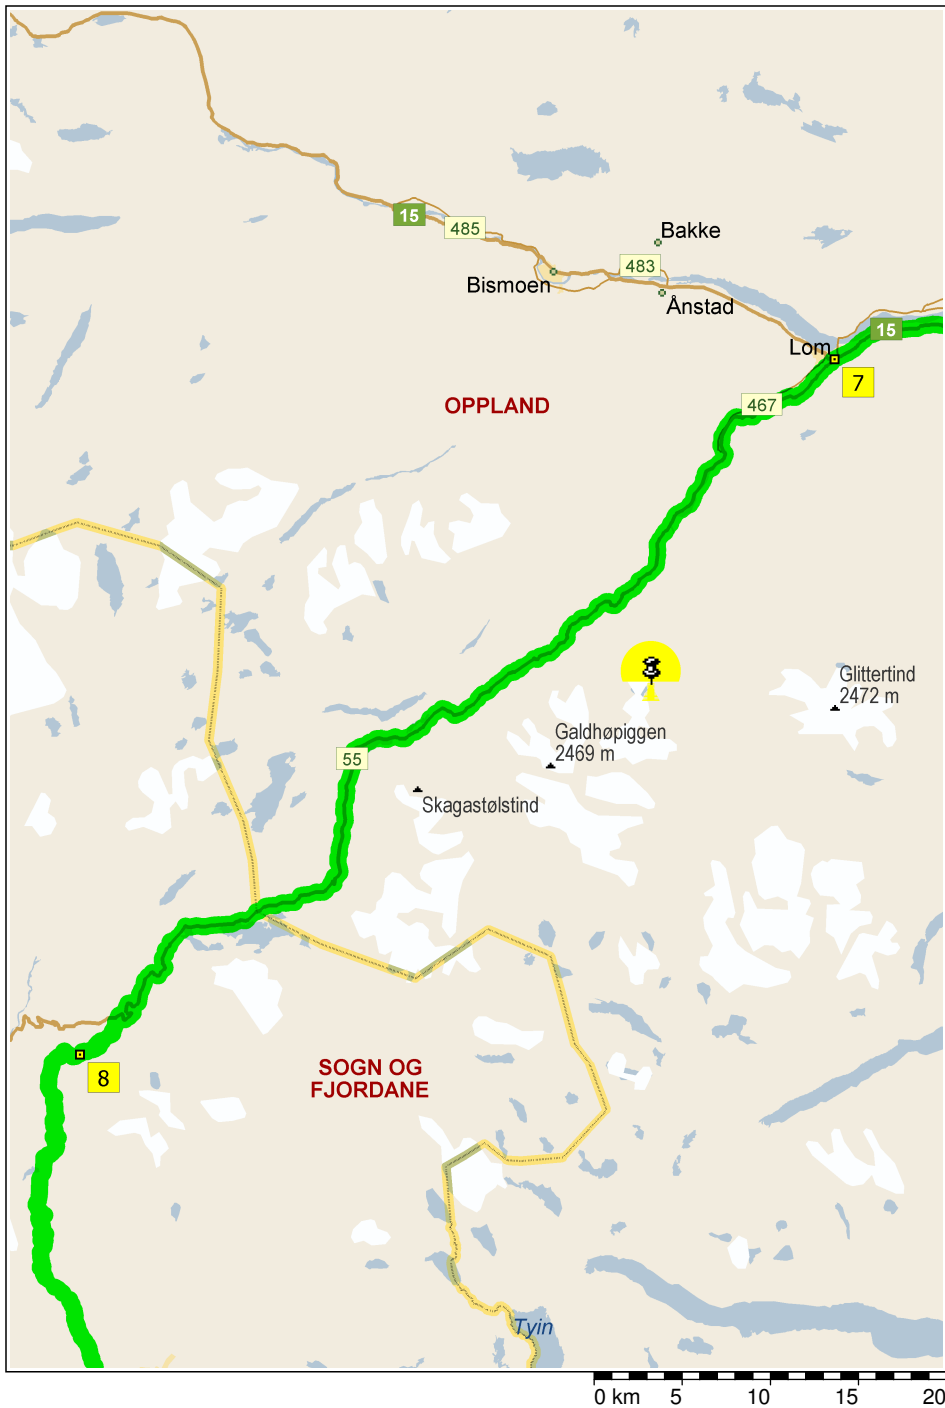 15
485
Bakke
483
Bismoen
Ånstad
15
Lom
7
467
OPPLAND
Glittertind
2472 m
Galdhøpiggen
2469 m
55
Skagastølstind
SOGN OG
FJORDANE
8
Tyin
0 km 5 10 15 20